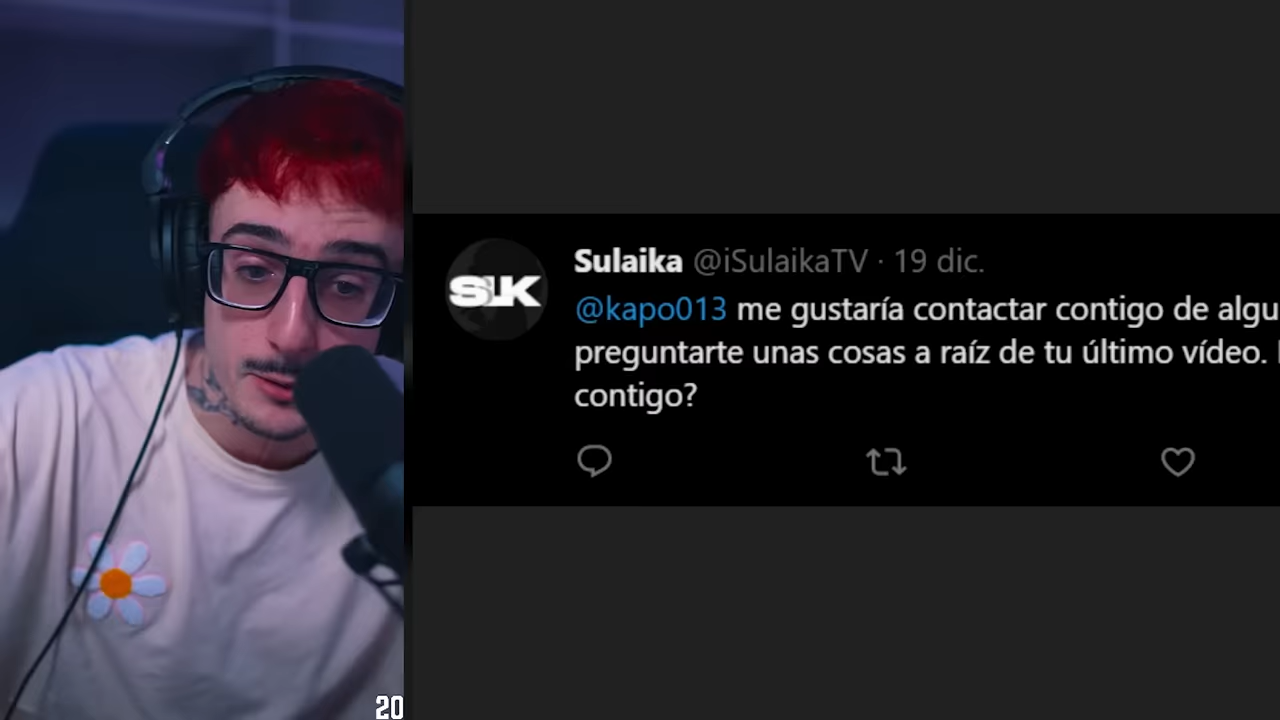 SLK
Sulaika @iSulaikaTV · 19 dic.
@kapo013 me gustaría contactar contigo de algu
preguntarte unas cosas a raíz de tu último vídeo.
contigo?
20